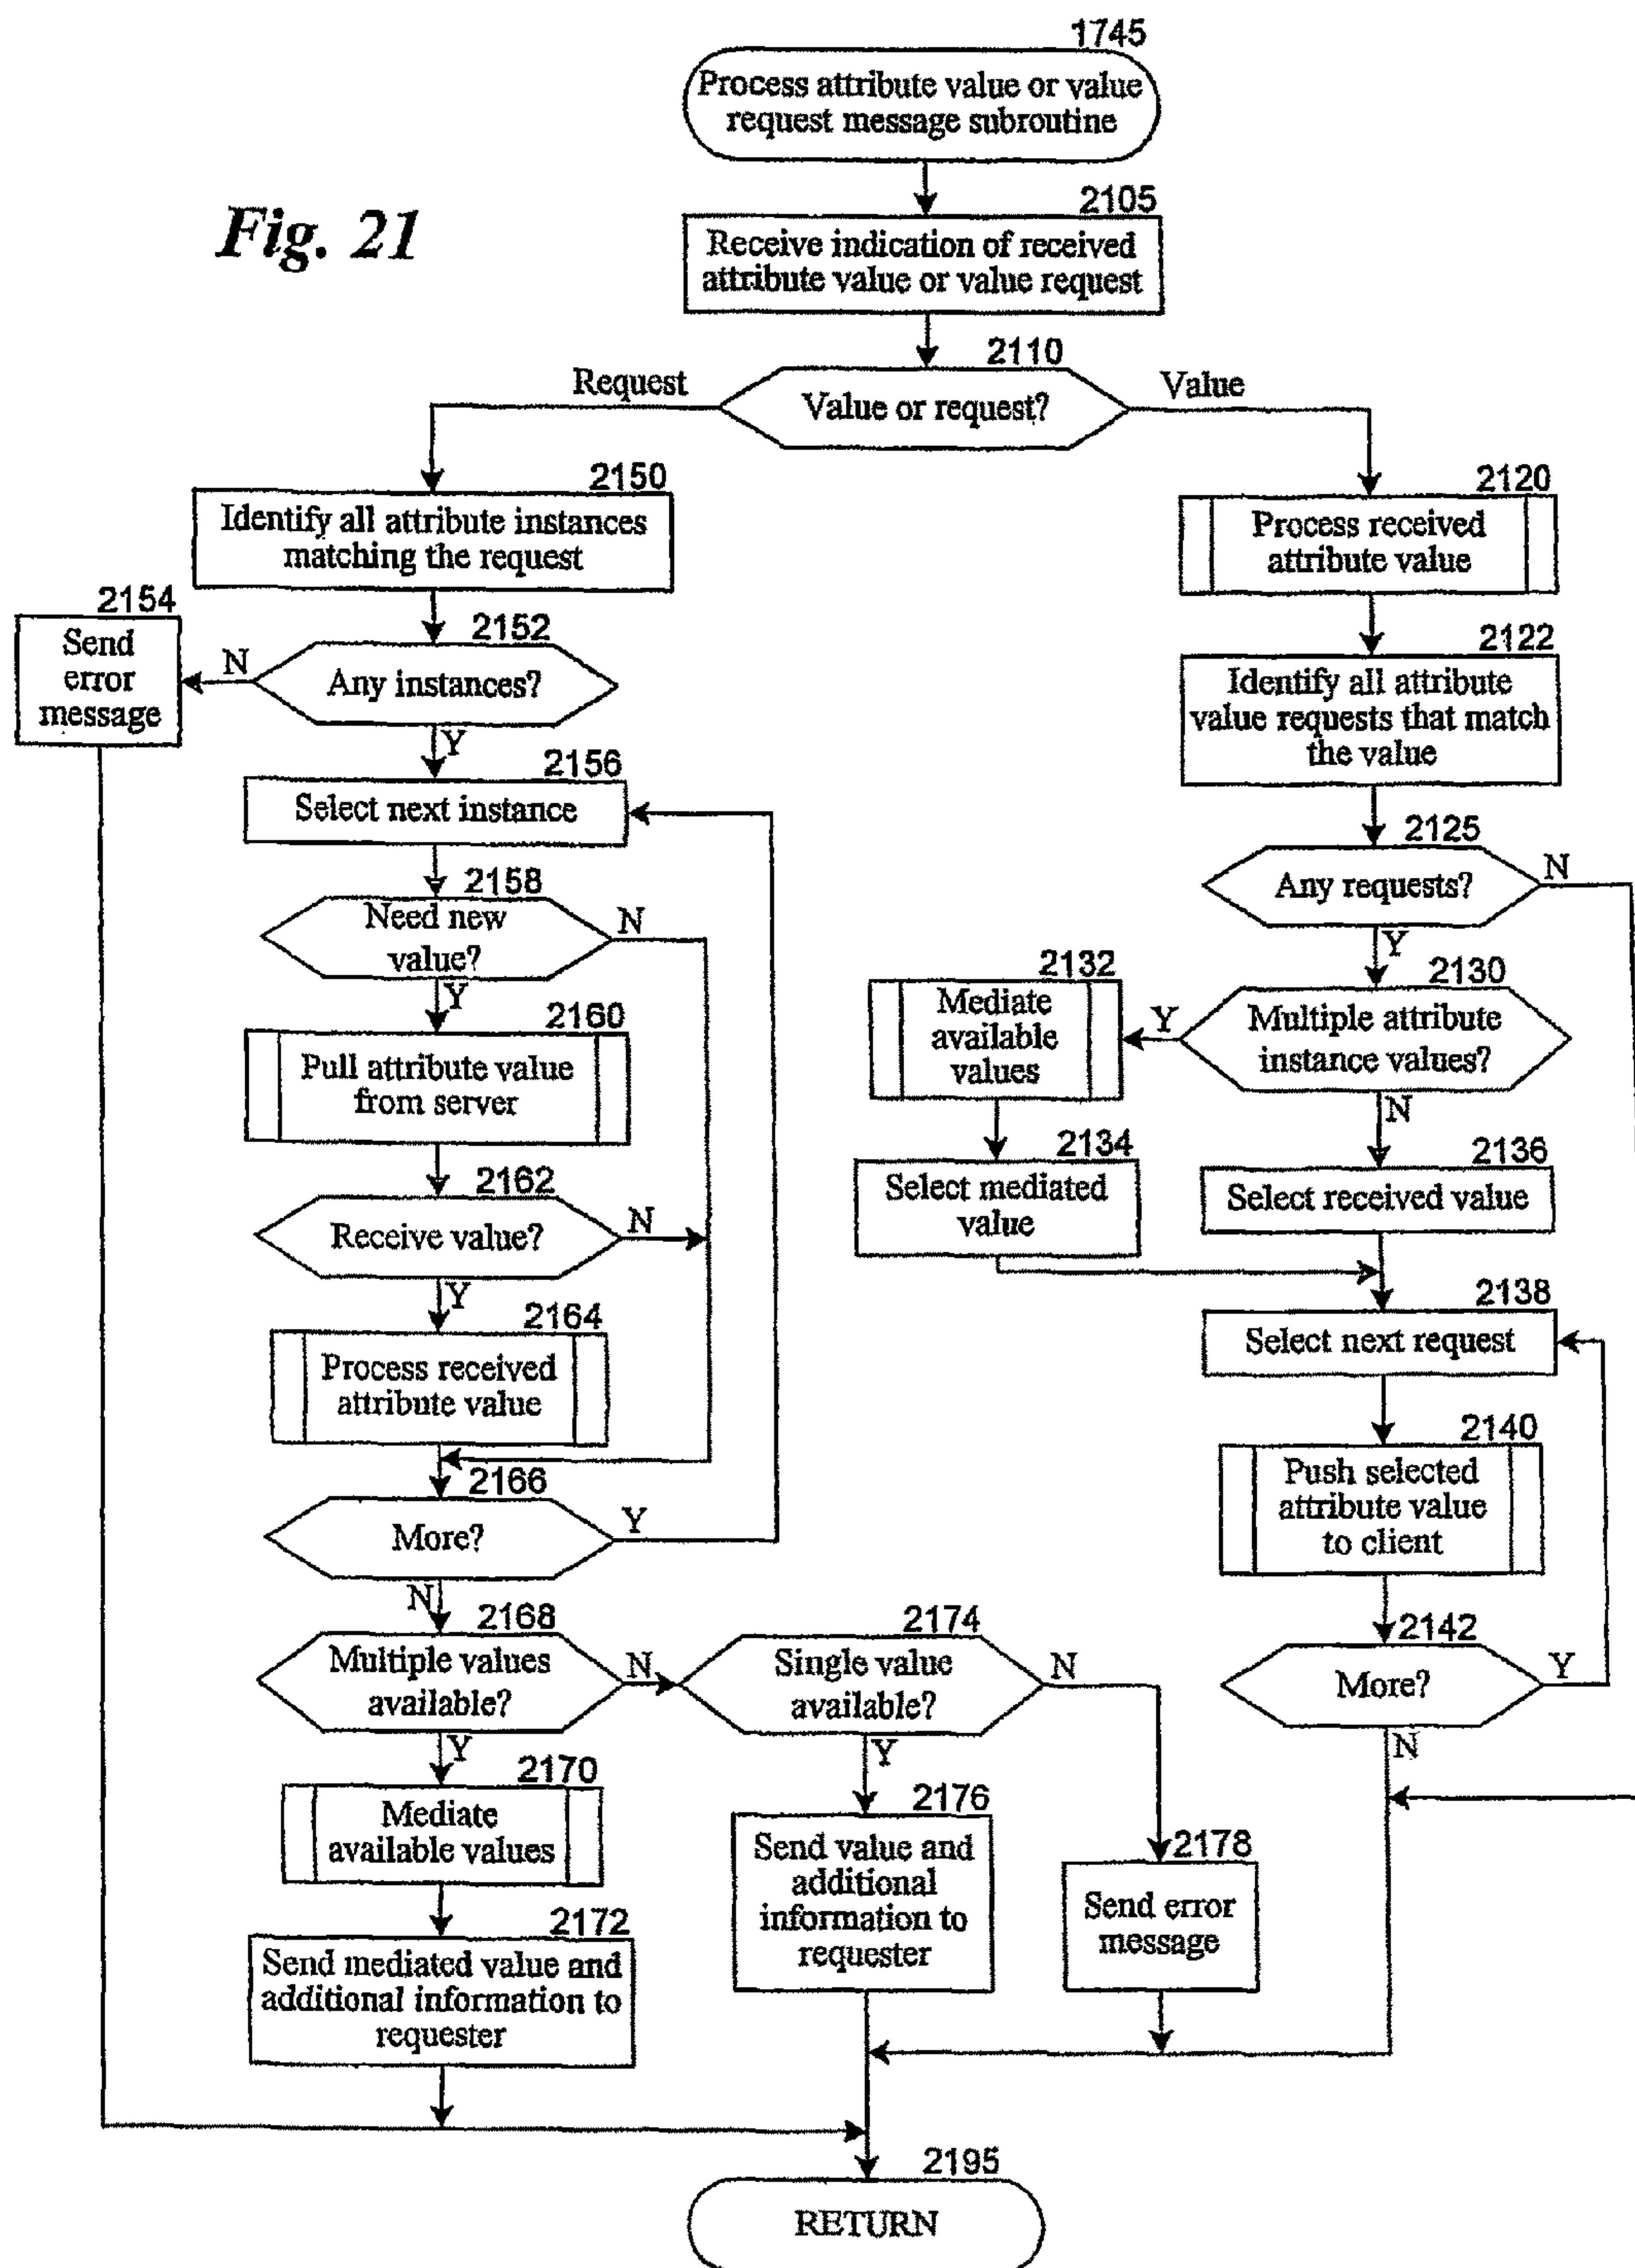 1745
Process attribute value or value
request message subroutine
Fig. 21
2105
Receive indication of received
attribute value or value request
2110
Request
Value or request?
Value
2150
Identify all attribute instances
matching the request
2120
Process received
attribute value
2154
Send
error
message
N
2152
Any instances?
Y
2122
Identify all attribute
value requests that match
the value
2156
Select next instance
2125
Any requests?
N
Y
2158
Need new
value?
N
Y
2132
Mediate
available
values
Y
2130
Multiple attribute
instance values?
N
2160
Pull attribute value
from server
2134
Select mediated
value
2136
Select received value
2162
Receive value?
N
Y
2138
Select next request
2164
Process received
attribute value
2140
Push selected
attribute value
to client
2166
More?
Y
N
2142
More?
Y
N
2168
Multiple values
available?
N
Y
2174
Single value
available?
N
Y
2170
Mediate
available values
2176
Send value and
additional
information to
requester
2178
Send error
message
2172
Send mediated value and
additional information to
requester
2195
RETURN